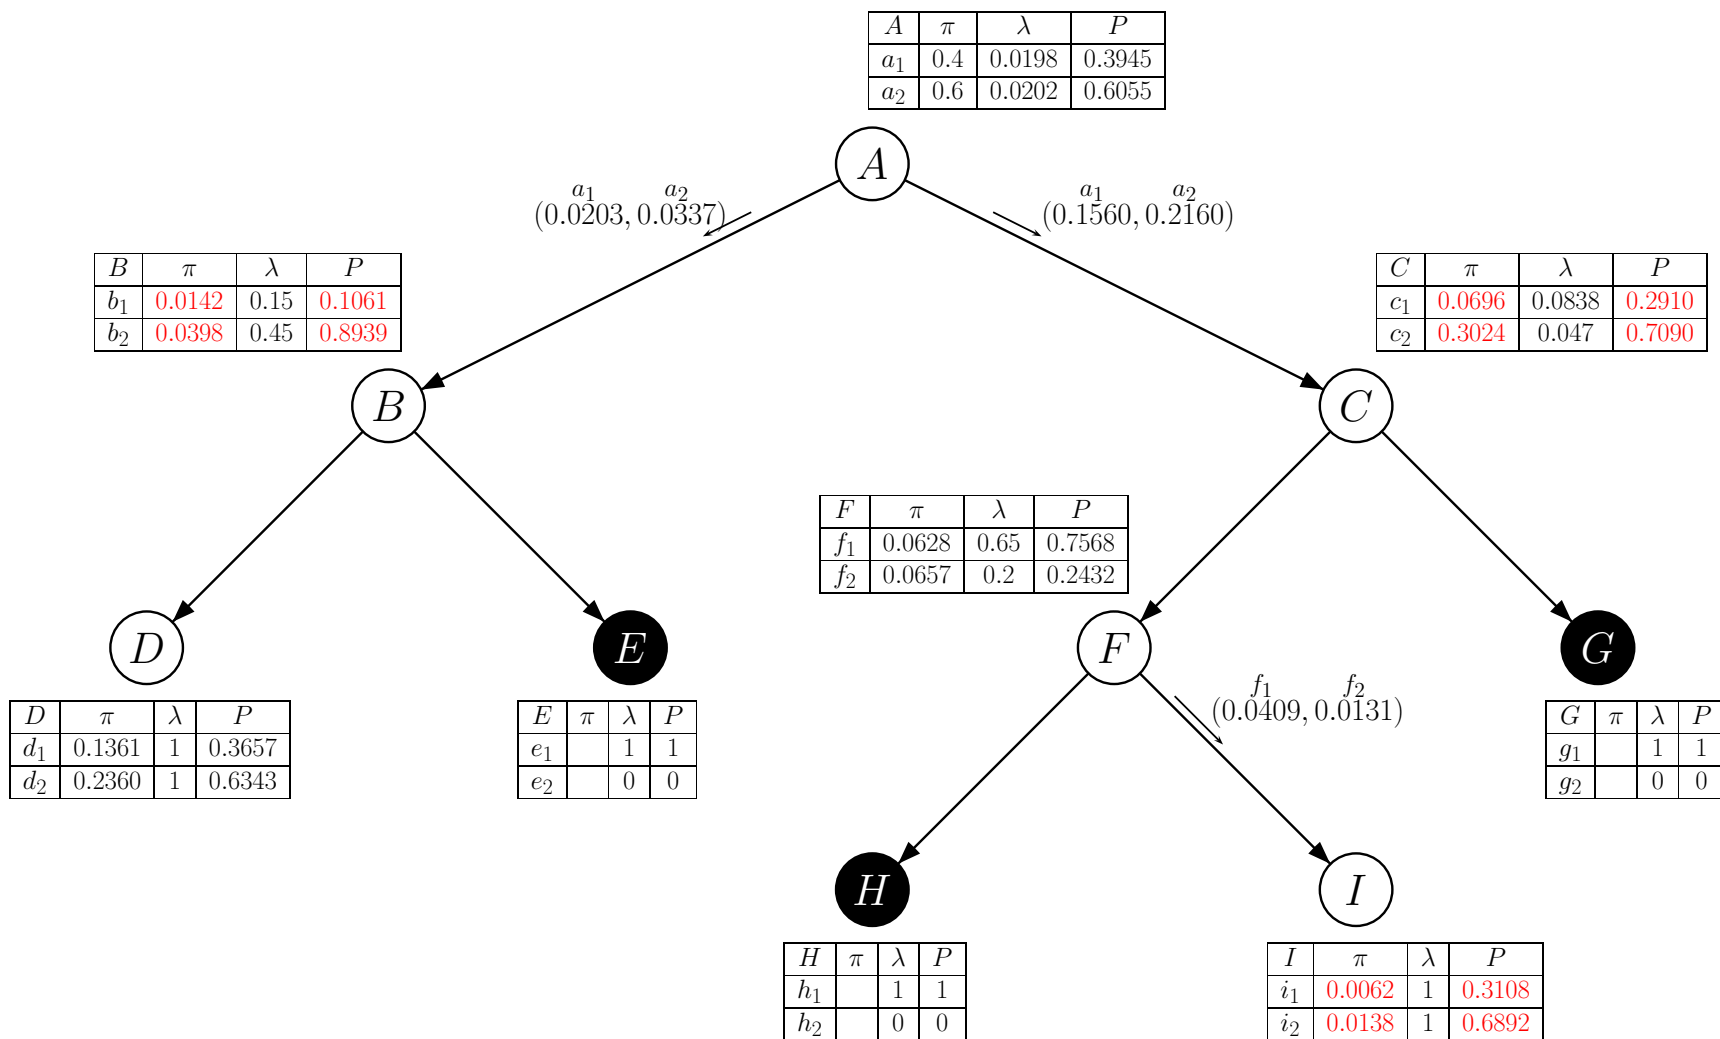 A π λ P
a₁ 0.4 0.0198 0.3945
a₂ 0.6 0.0202 0.6055
A
a₁ a₂
(0.0203, 0.0337)
a₁ a₂
(0.1560, 0.2160)
B π λ P
b₁ 0.0142 0.15 0.1061
b₂ 0.0398 0.45 0.8939
C π λ P
c₁ 0.0696 0.0838 0.2910
c₂ 0.3024 0.047 0.7090
B
C
F π λ P
f₁ 0.0628 0.65 0.7568
f₂ 0.0657 0.2 0.2432
D
E
F
G
f₁ f₂
(0.0409, 0.0131)
D π λ P
d₁ 0.1361 1 0.3657
d₂ 0.2360 1 0.6343
E π λ P
e₁ 1 1
e₂ 0 0
G π λ P
g₁ 1 1
g₂ 0 0
H
I
H π λ P
h₁ 1 1
h₂ 0 0
I π λ P
i₁ 0.0062 1 0.3108
i₂ 0.0138 1 0.6892